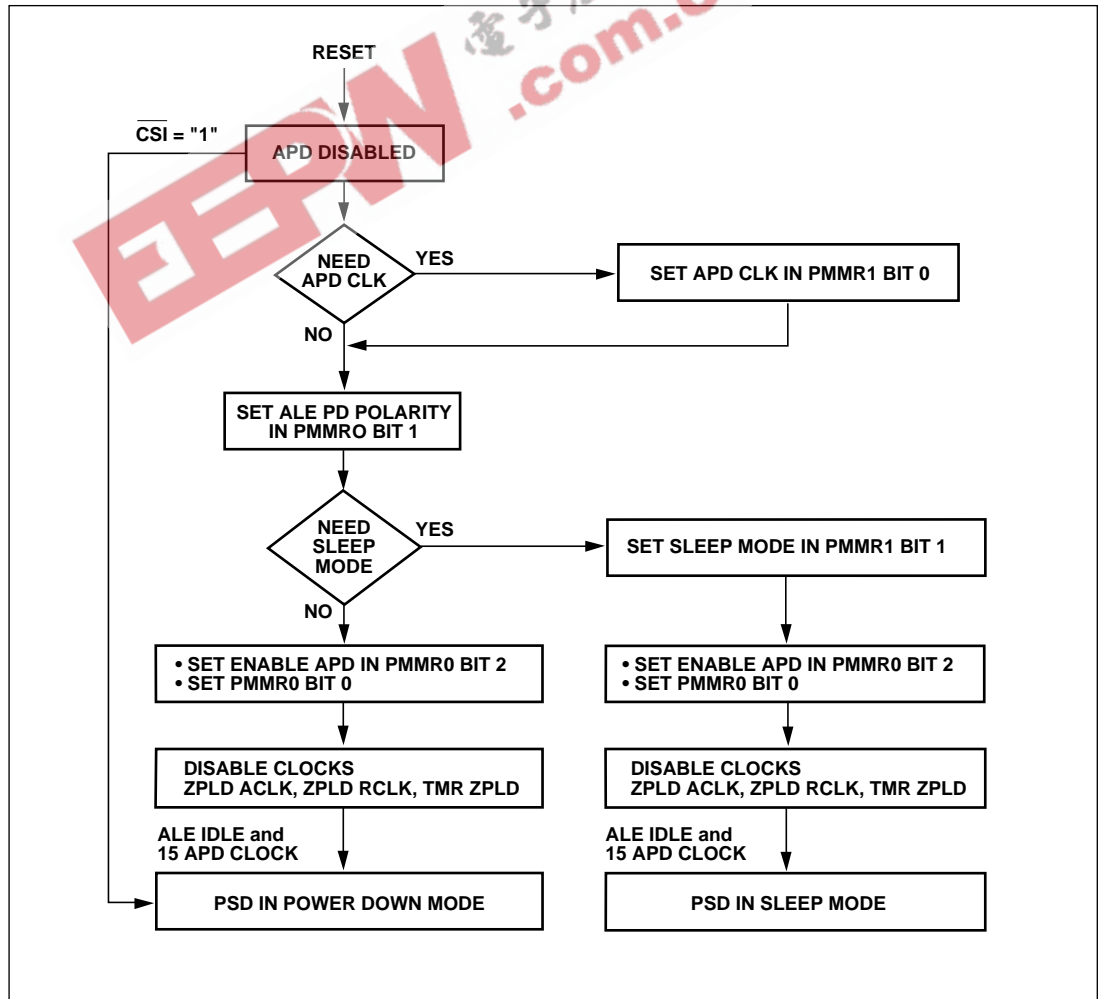 電子
.com.c
EEPW
RESET
CSI = "1"
APD DISABLED
NEED
APD CLK
YES
SET APD CLK IN PMMR1 BIT 0
NO
SET ALE PD POLARITY
IN PMMRO BIT 1
NEED
SLEEP
MODE
YES
SET SLEEP MODE IN PMMR1 BIT 1
NO
• SET ENABLE APD IN PMMR0 BIT 2
• SET PMMR0 BIT 0
• SET ENABLE APD IN PMMR0 BIT 2
• SET PMMR0 BIT 0
DISABLE CLOCKS
ZPLD ACLK, ZPLD RCLK, TMR ZPLD
DISABLE CLOCKS
ZPLD ACLK, ZPLD RCLK, TMR ZPLD
ALE IDLE and
15 APD CLOCK
ALE IDLE and
15 APD CLOCK
PSD IN POWER DOWN MODE
PSD IN SLEEP MODE